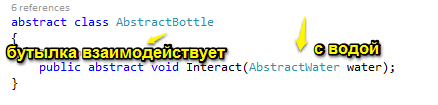 6 references
abstract class AbstractBottle
{
бутылка взаимодействует с водой
public abstract void Interact(AbstractWater water);
}